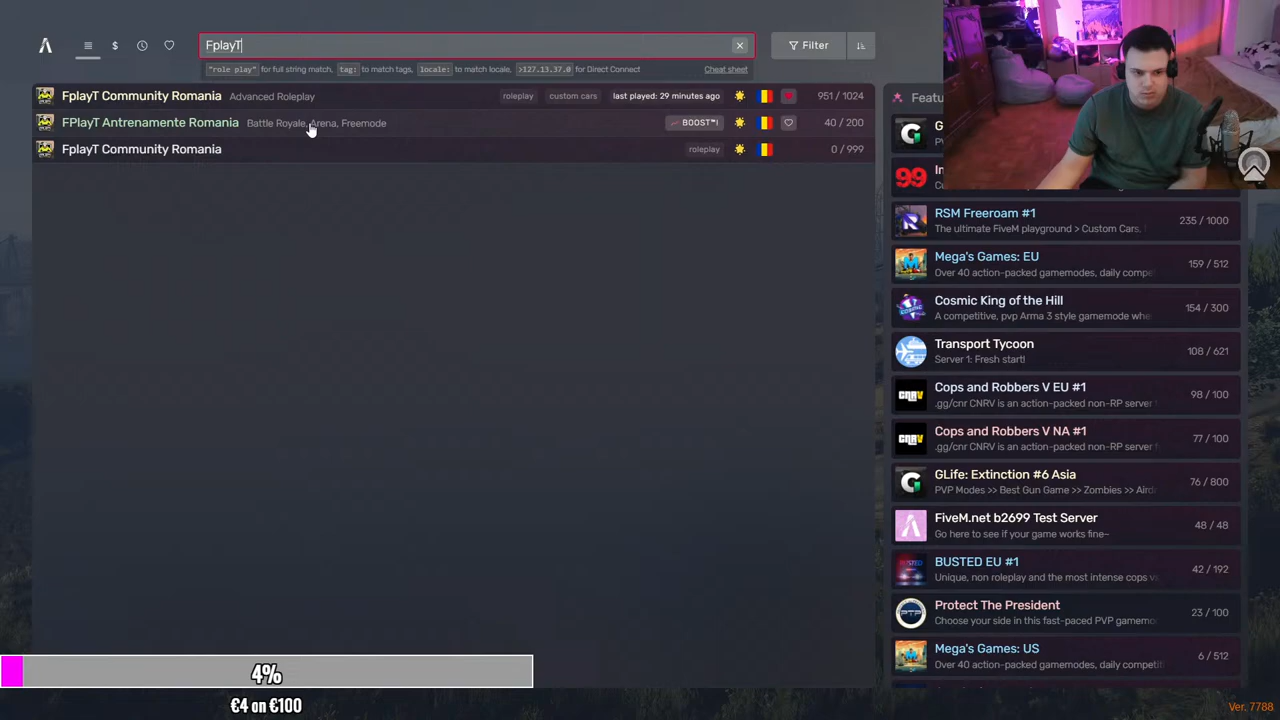 $ FplayT Filter
"role play" for full string match, tag: to match tags, locale: to match locale, >127.13.37.0 for Direct Connect Cheat sheet
FplayT Community Romania Advanced Roleplay roleplay custom cars last played: 29 minutes ago 951 / 1024
FPlayT Antrenamente Romania Battle Royale, Arena, Freemode BOOST™! 40 / 200
FplayT Community Romania roleplay 0 / 999
Featu
G
99 In
RSM Freeroam #1
The ultimate FiveM playground > Custom Cars, 235 / 1000
Mega's Games: EU
Over 40 action-packed gamemodes, daily compe 159 / 512
Cosmic King of the Hill
A competitive, pvp Arma 3 style gamemode whe 154 / 300
Transport Tycoon
Server 1: Fresh start! 108 / 621
CNRV Cops and Robbers V EU #1
.gg/cnr CNRV is an action-packed non-RP server 98 / 100
CNRV Cops and Robbers V NA #1
.gg/cnr CNRV is an action-packed non-RP server 77 / 100
GLife: Extinction #6 Asia
PVP Modes >> Best Gun Game >> Zombies >> Airdr 76 / 800
FiveM.net b2699 Test Server
Go here to see if your game works fine~ 48 / 48
BUSTED BUSTED EU #1
Unique, non roleplay and the most intense cops v 42 / 192
PTP Protect The President
Choose your side in this fast-paced PVP gamemo 23 / 100
Mega's Games: US
Over 40 action-packed gamemodes, daily competit 6 / 512
4%
€4 on €100
Ver. 7788